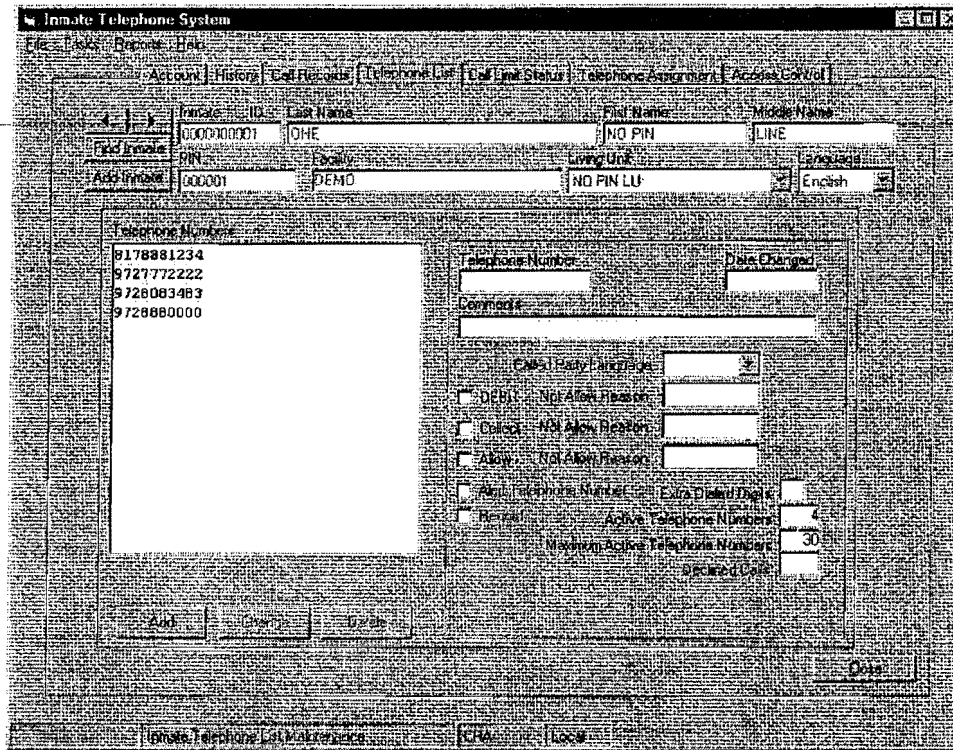 Inmate Telephone System
File Tasks Reports Help
Account History Call Records Telephone List Call Limit Status Telephone Assignment Access Control
Inmate ID Last Name First Name Middle Name
0000000001 ONE NO PIN LINE
Find Inmate
PIN Facility Living Unit Language
Add Inmate 000001 DEMO NO PIN LU English
Telephone Numbers
8178881234
9727772222
9728083483
9728880000
Telephone Number Date Changed
Comments
Called Party Language
DEBIT Not Allow Reason
Collect Not Allow Reason
Allow Not Allow Reason
Alert Telephone Number Extra Dialed Digits
Active Telephone Numbers 4
Maximum Active Telephone Numbers 30
Declined Calls
Add Change Delete
Close
Inmate Telephone List Maintenance CHA Local